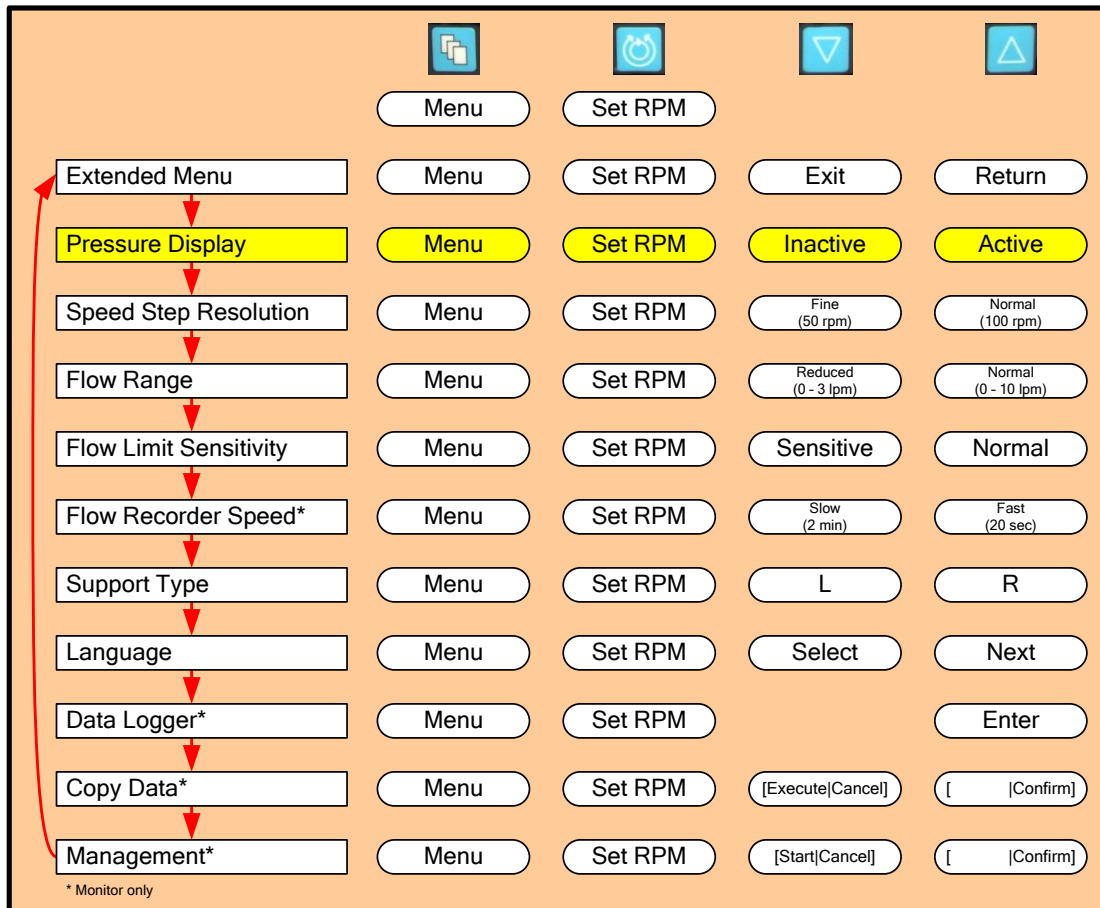 Menu Set RPM
Extended Menu Menu Set RPM Exit Return
Pressure Display Menu Set RPM Inactive Active
Speed Step Resolution Menu Set RPM Fine (50 rpm) Normal (100 rpm)
Flow Range Menu Set RPM Reduced (0 - 3 lpm) Normal (0 - 10 lpm)
Flow Limit Sensitivity Menu Set RPM Sensitive Normal
Flow Recorder Speed* Menu Set RPM Slow (2 min) Fast (20 sec)
Support Type Menu Set RPM L R
Language Menu Set RPM Select Next
Data Logger* Menu Set RPM Enter
Copy Data* Menu Set RPM [Execute|Cancel] [ |Confirm]
Management* Menu Set RPM [Start|Cancel] [ |Confirm]
* Monitor only